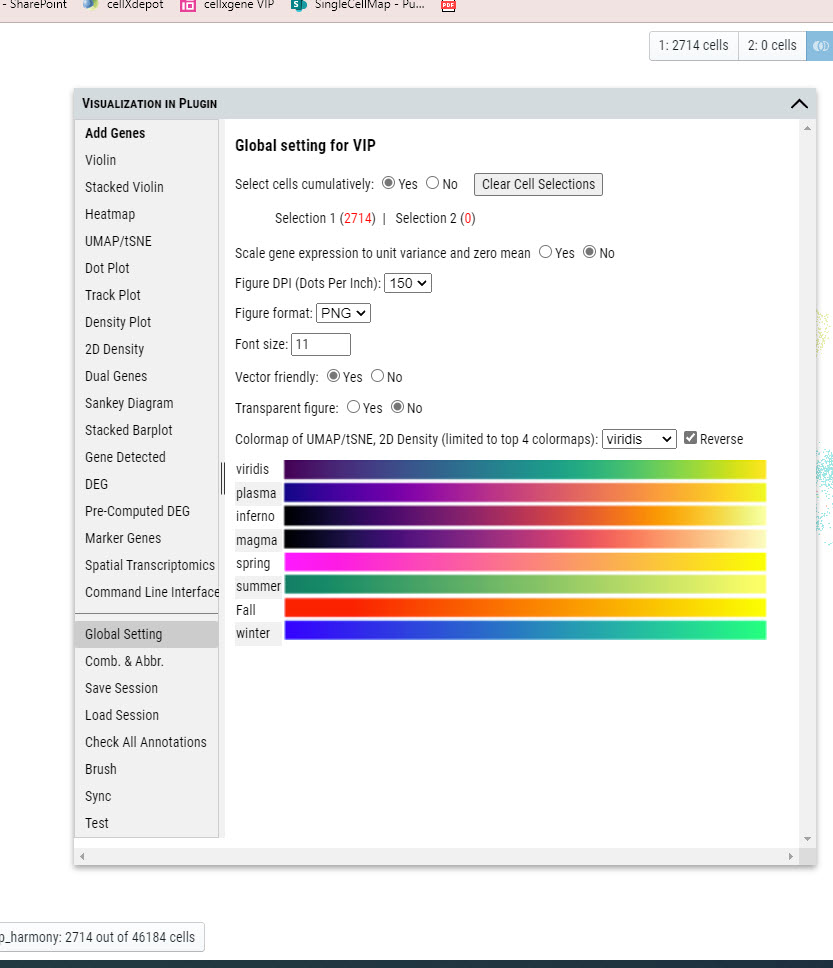 - SharePoint cellXdepot cellxgene VIP SingleCellMap - Pu... PDF
1: 2714 cells 2: 0 cells
Visualization in Plugin
Add Genes
Violin
Stacked Violin
Heatmap
UMAP/tSNE
Dot Plot
Track Plot
Density Plot
2D Density
Dual Genes
Sankey Diagram
Stacked Barplot
Gene Detected
DEG
Pre-Computed DEG
Marker Genes
Spatial Transcriptomics
Command Line Interface
Global Setting
Comb. & Abbr.
Save Session
Load Session
Check All Annotations
Brush
Sync
Test
Global setting for VIP
Select cells cumulatively: Yes No Clear Cell Selections
Selection 1 (2714) | Selection 2 (0)
Scale gene expression to unit variance and zero mean Yes No
Figure DPI (Dots Per Inch): 150
Figure format: PNG
Font size: 11
Vector friendly: Yes No
Transparent figure: Yes No
Colormap of UMAP/tSNE, 2D Density (limited to top 4 colormaps): viridis Reverse
viridis
plasma
inferno
magma
spring
summer
Fall
winter
p_harmony: 2714 out of 46184 cells